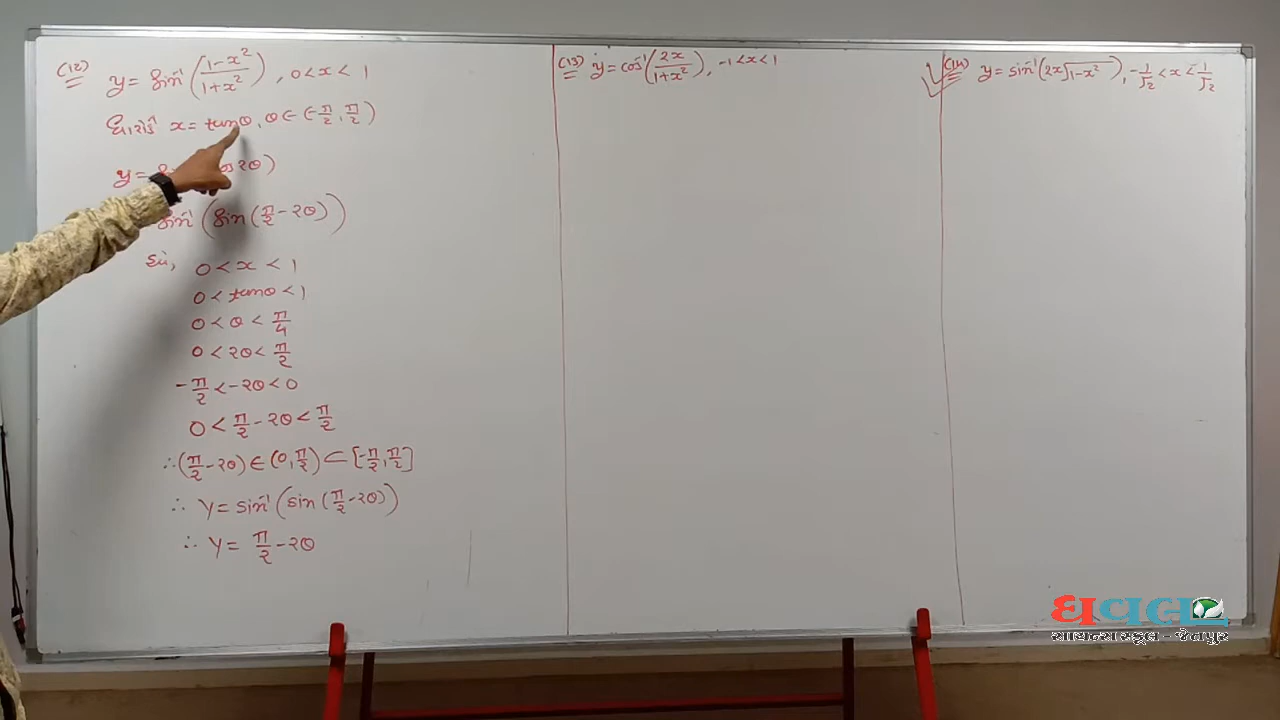 (12) y = sin⁻¹(1-x²/1+x²), 0<x<1
ધારોકે x = tanθ, θ∈(-π/2, π/2)
y = cos2θ)
sin⁻¹(sin(π/2-2θ))
હવે, 0<x<1
0<tanθ<1
0<θ<π/4
0<2θ<π/2
-π/2<-2θ<0
0<π/2-2θ<π/2
∴(π/2-2θ)∈(0,π/2)⊂[-π/2,π/2]
∴ y = sin⁻¹(sin(π/2-2θ))
∴ y = π/2-2θ
(13) y = cos⁻¹(2x/1+x²), -1<x<1
(14) y = sin⁻¹(2x√1-x²), -1/√2<x<1/√2
ધવલ
સાયન્સ સ્કૂલ - જેતપુર